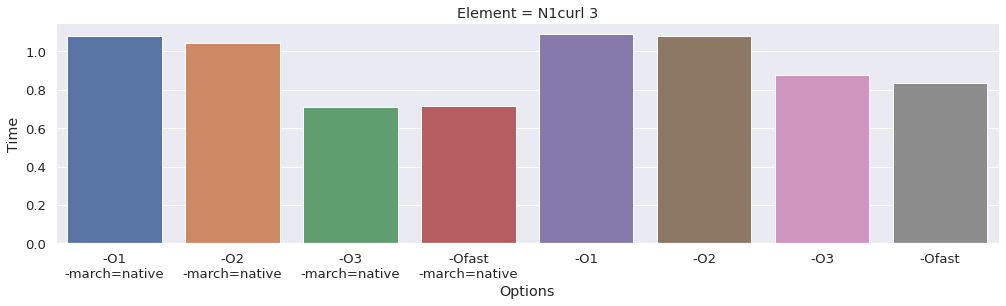 Element = N1curl 3
Time
1.0
0.8
0.6
0.4
0.2
0.0
-O1 -O2 -O3 -Ofast -O1 -O2 -O3 -Ofast
-march=native -march=native -march=native -march=native
Options